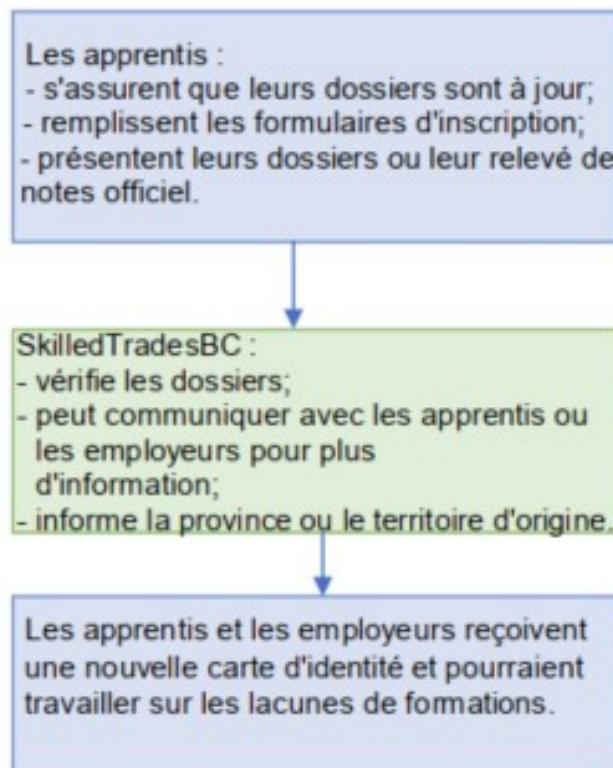 Les apprentis :
- s'assurent que leurs dossiers sont à jour;
- remplissent les formulaires d'inscription;
- présentent leurs dossiers ou leur relevé de
notes officiel.
SkilledTradesBC :
- vérifie les dossiers;
- peut communiquer avec les apprentis ou
les employeurs pour plus
d'information;
- informe la province ou le territoire d'origine.
Les apprentis et les employeurs reçoivent
une nouvelle carte d'identité et pourraient
travailler sur les lacunes de formations.